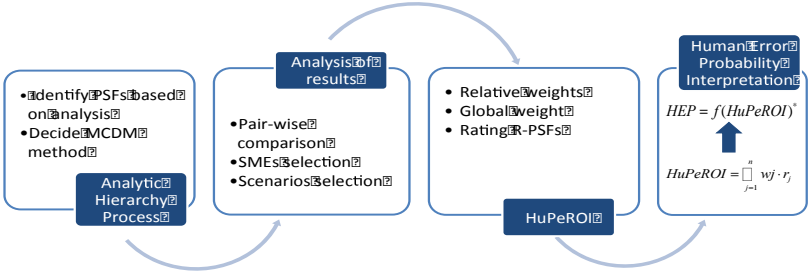 • Identify PSFs based
on analysis
• Decide MCDM
method
Analytic
Hierarchy
Process
Analysis of
results
• Pair-wise
comparison
• SMEs selection
• Scenarios selection
• Relative weights
• Global weight
• Rating R-PSFs
HuPeROI
Human Error
Probability
Interpretation
HEP = f(HuPeROI)*
HuPeROI = □ wj · rj
n
j=1